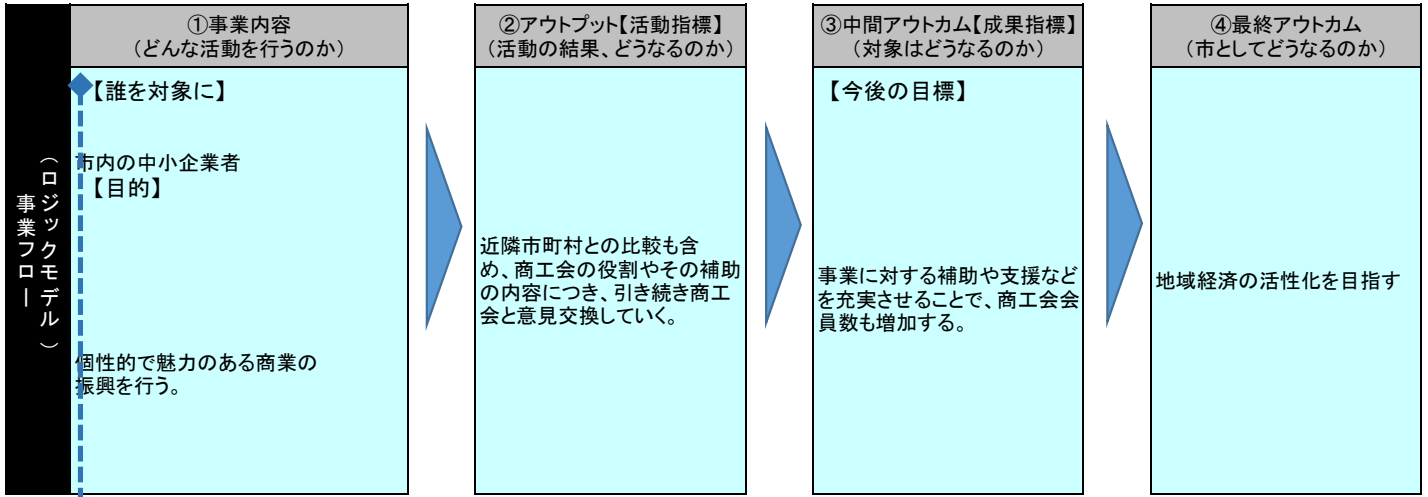 事業フロー
（ロジックモデル）
①事業内容
（どんな活動を行うのか）
【誰を対象に】
市内の中小企業者
【目的】
個性的で魅力のある商業の
振興を行う。
②アウトプット【活動指標】
（活動の結果、どうなるのか）
近隣市町村との比較も含
め、商工会の役割やその補助
の内容につき、引き続き商工
会と意見交換していく。
③中間アウトカム【成果指標】
（対象はどうなるのか）
【今後の目標】
事業に対する補助や支援など
を充実させることで、商工会会
員数も増加する。
④最終アウトカム
（市としてどうなるのか）
地域経済の活性化を目指す